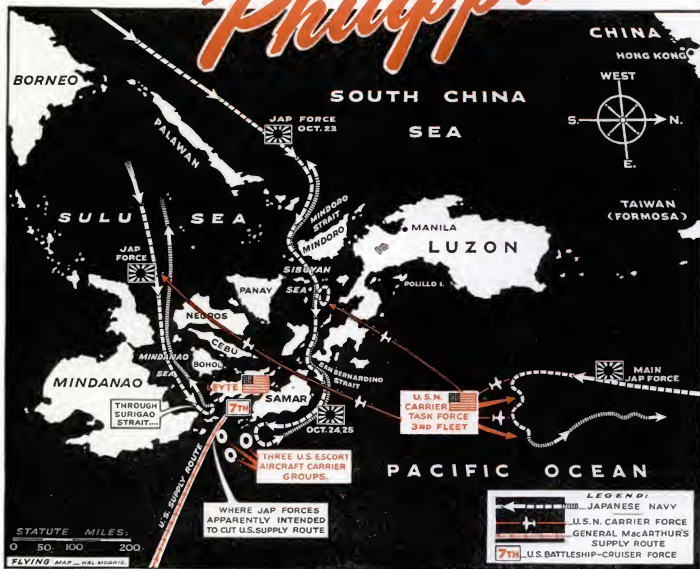 Philippi
CHINA
HONG KONG
WEST
S.
N.
E.
BORNEO
SOUTH CHINA
SEA
JAP FORCE
OCT. 23
PALAWAN
TAIWAN
(FORMOSA)
SULU SEA
MINDORO
STRAIT
MINDORO
MANILA
LUZON
JAP
FORCE
SIBUYAN
SEA
POLILLO I.
PANAY
NEGROS
CEBU
MINDANAO
SEA
BOHOL
SAN BERNARDINO
STRAIT
MAIN
JAP FORCE
MINDANAO
LEYTE
SAMAR
U.S.N.
CARRIER
TASK FORCE
3RD FLEET
THROUGH
SURIGAO
STRAIT....
7TH
OCT. 24, 25
THREE U.S. ESCORT
AIRCRAFT CARRIER
GROUPS.
PACIFIC OCEAN
U.S. SUPPLY ROUTE
WHERE JAP FORCES
APPARENTLY INTENDED
TO CUT U.S. SUPPLY ROUTE
LEGEND:
JAPANESE NAVY
U.S.N. CARRIER FORCE
GENERAL MacARTHUR'S
SUPPLY ROUTE
7TH U.S. BATTLESHIP-CRUISER FORCE
STATUTE MILES:
0 50 100 200
FLYING MAP — HAL MORRIS